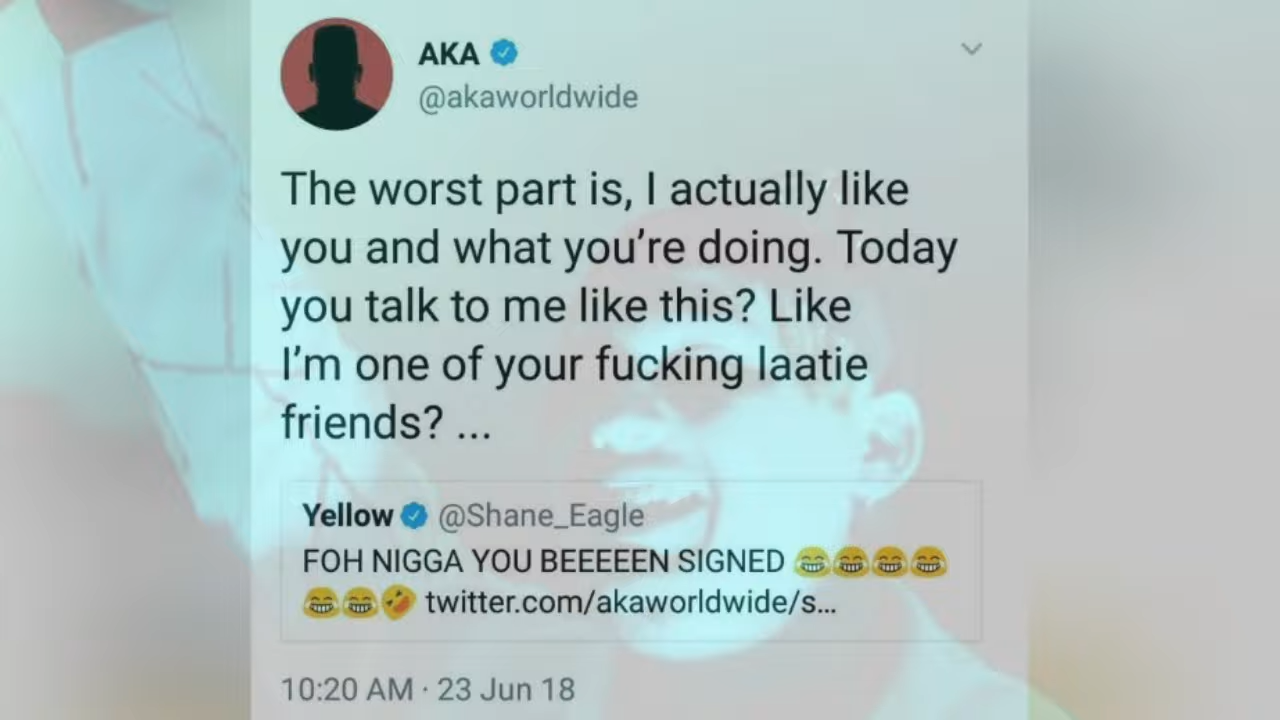 AKA
@akaworldwide
The worst part is, I actually like
you and what you’re doing. Today
you talk to me like this? Like
I’m one of your fucking laatie
friends? ...
Yellow @Shane_Eagle
FOH NIGGA YOU BEEEEEN SIGNED 😂😂😂😂
😂😂🤣 twitter.com/akaworldwide/s...
10:20 AM · 23 Jun 18